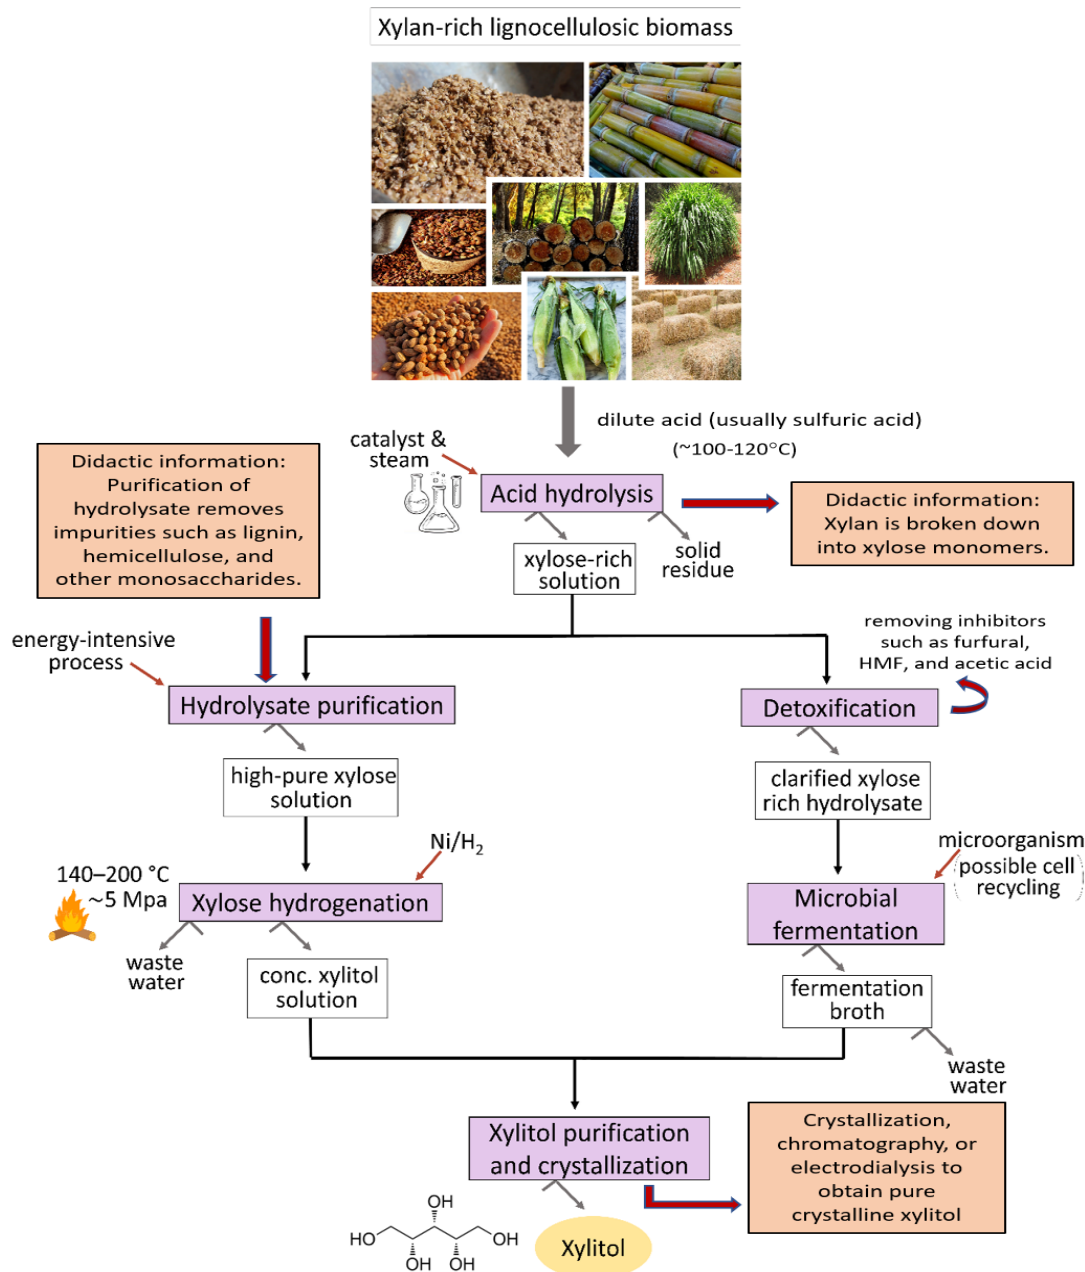 Xylan-rich lignocellulosic biomass
dilute acid (usually sulfuric acid)
(~100-120°C)
catalyst &
steam
Acid hydrolysis
Didactic information:
Purification of
hydrolysate removes
impurities such as lignin,
hemicellulose, and
other monosaccharides.
Didactic information:
Xylan is broken down
into xylose monomers.
xylose-rich
solution
solid
residue
energy-intensive
process
removing inhibitors
such as furfural,
HMF, and acetic acid
Hydrolysate purification
Detoxification
high-pure xylose
solution
clarified xylose
rich hydrolysate
Ni/H2
140–200 °C
~5 Mpa
Xylose hydrogenation
microorganism
(possible cell
recycling)
Microbial
fermentation
waste
water
conc. xylitol
solution
fermentation
broth
waste
water
Xylitol purification
and crystallization
Crystallization,
chromatography, or
electrodialysis to
obtain pure
crystalline xylitol
OH
HO
OH
OH
OH
Xylitol